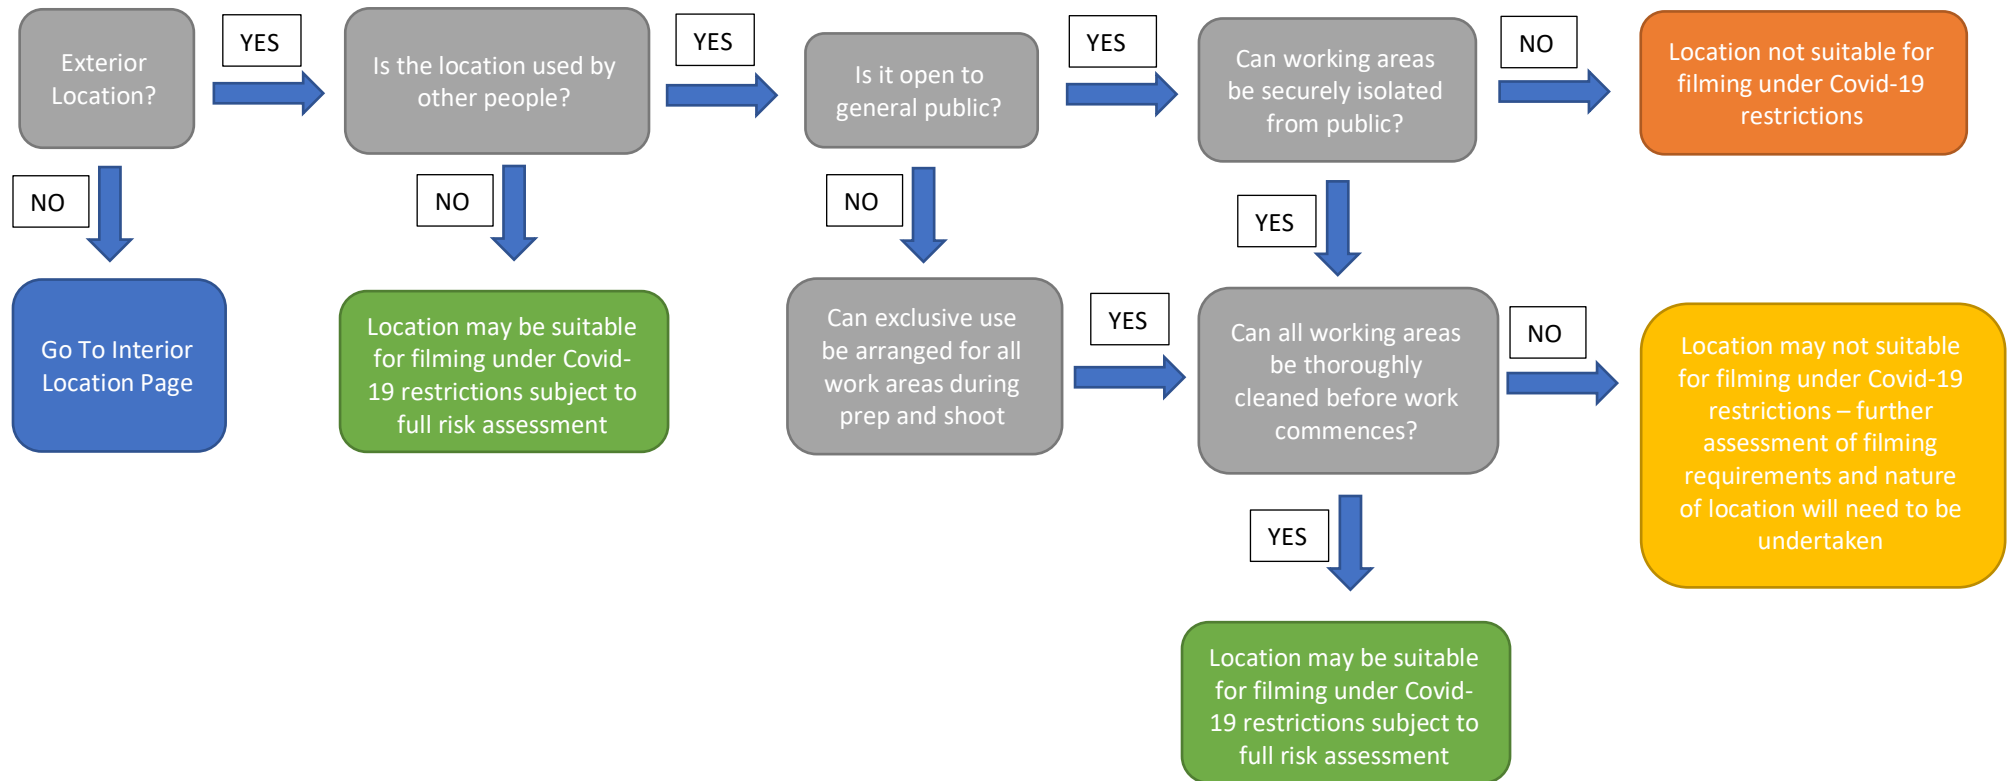 Exterior
Location?
YES
Is the location used by
other people?
YES
Is it open to
general public?
YES
Can working areas
be securely isolated
from public?
NO
Location not suitable for
filming under Covid-19
restrictions
NO
NO
NO
YES
Go To Interior
Location Page
Location may be suitable
for filming under Covid-
19 restrictions subject to
full risk assessment
Can exclusive use
be arranged for all
work areas during
prep and shoot
YES
Can all working areas
be thoroughly
cleaned before work
commences?
NO
Location may not suitable
for filming under Covid-19
restrictions – further
assessment of filming
requirements and nature
of location will need to be
undertaken
YES
Location may be suitable
for filming under Covid-
19 restrictions subject to
full risk assessment